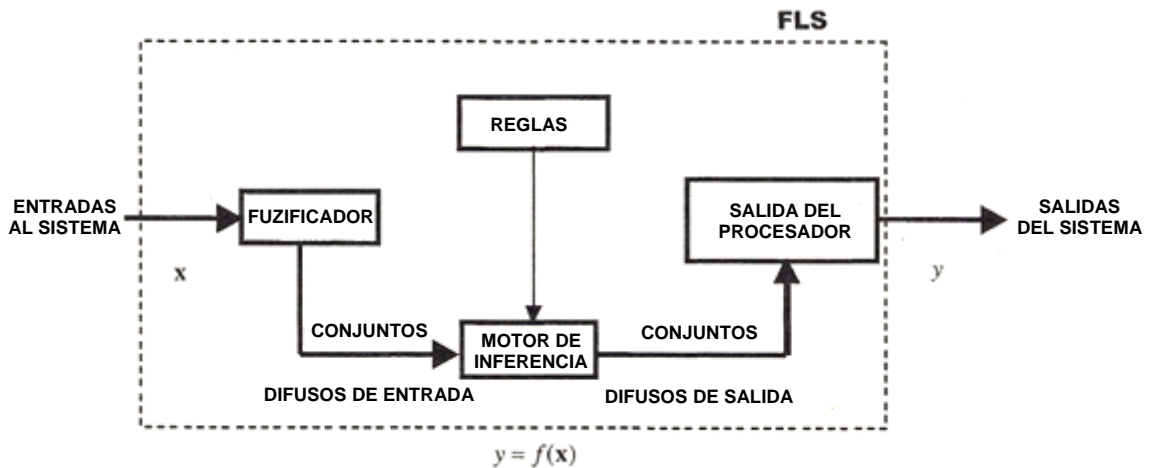 FLS
REGLAS
ENTRADAS
AL SISTEMA
FUZIFICADOR
SALIDA DEL
PROCESADOR
SALIDAS
DEL SISTEMA
x
y
CONJUNTOS
DIFUSOS DE ENTRADA
MOTOR DE
INFERENCIA
CONJUNTOS
DIFUSOS DE SALIDA
y = f(x)